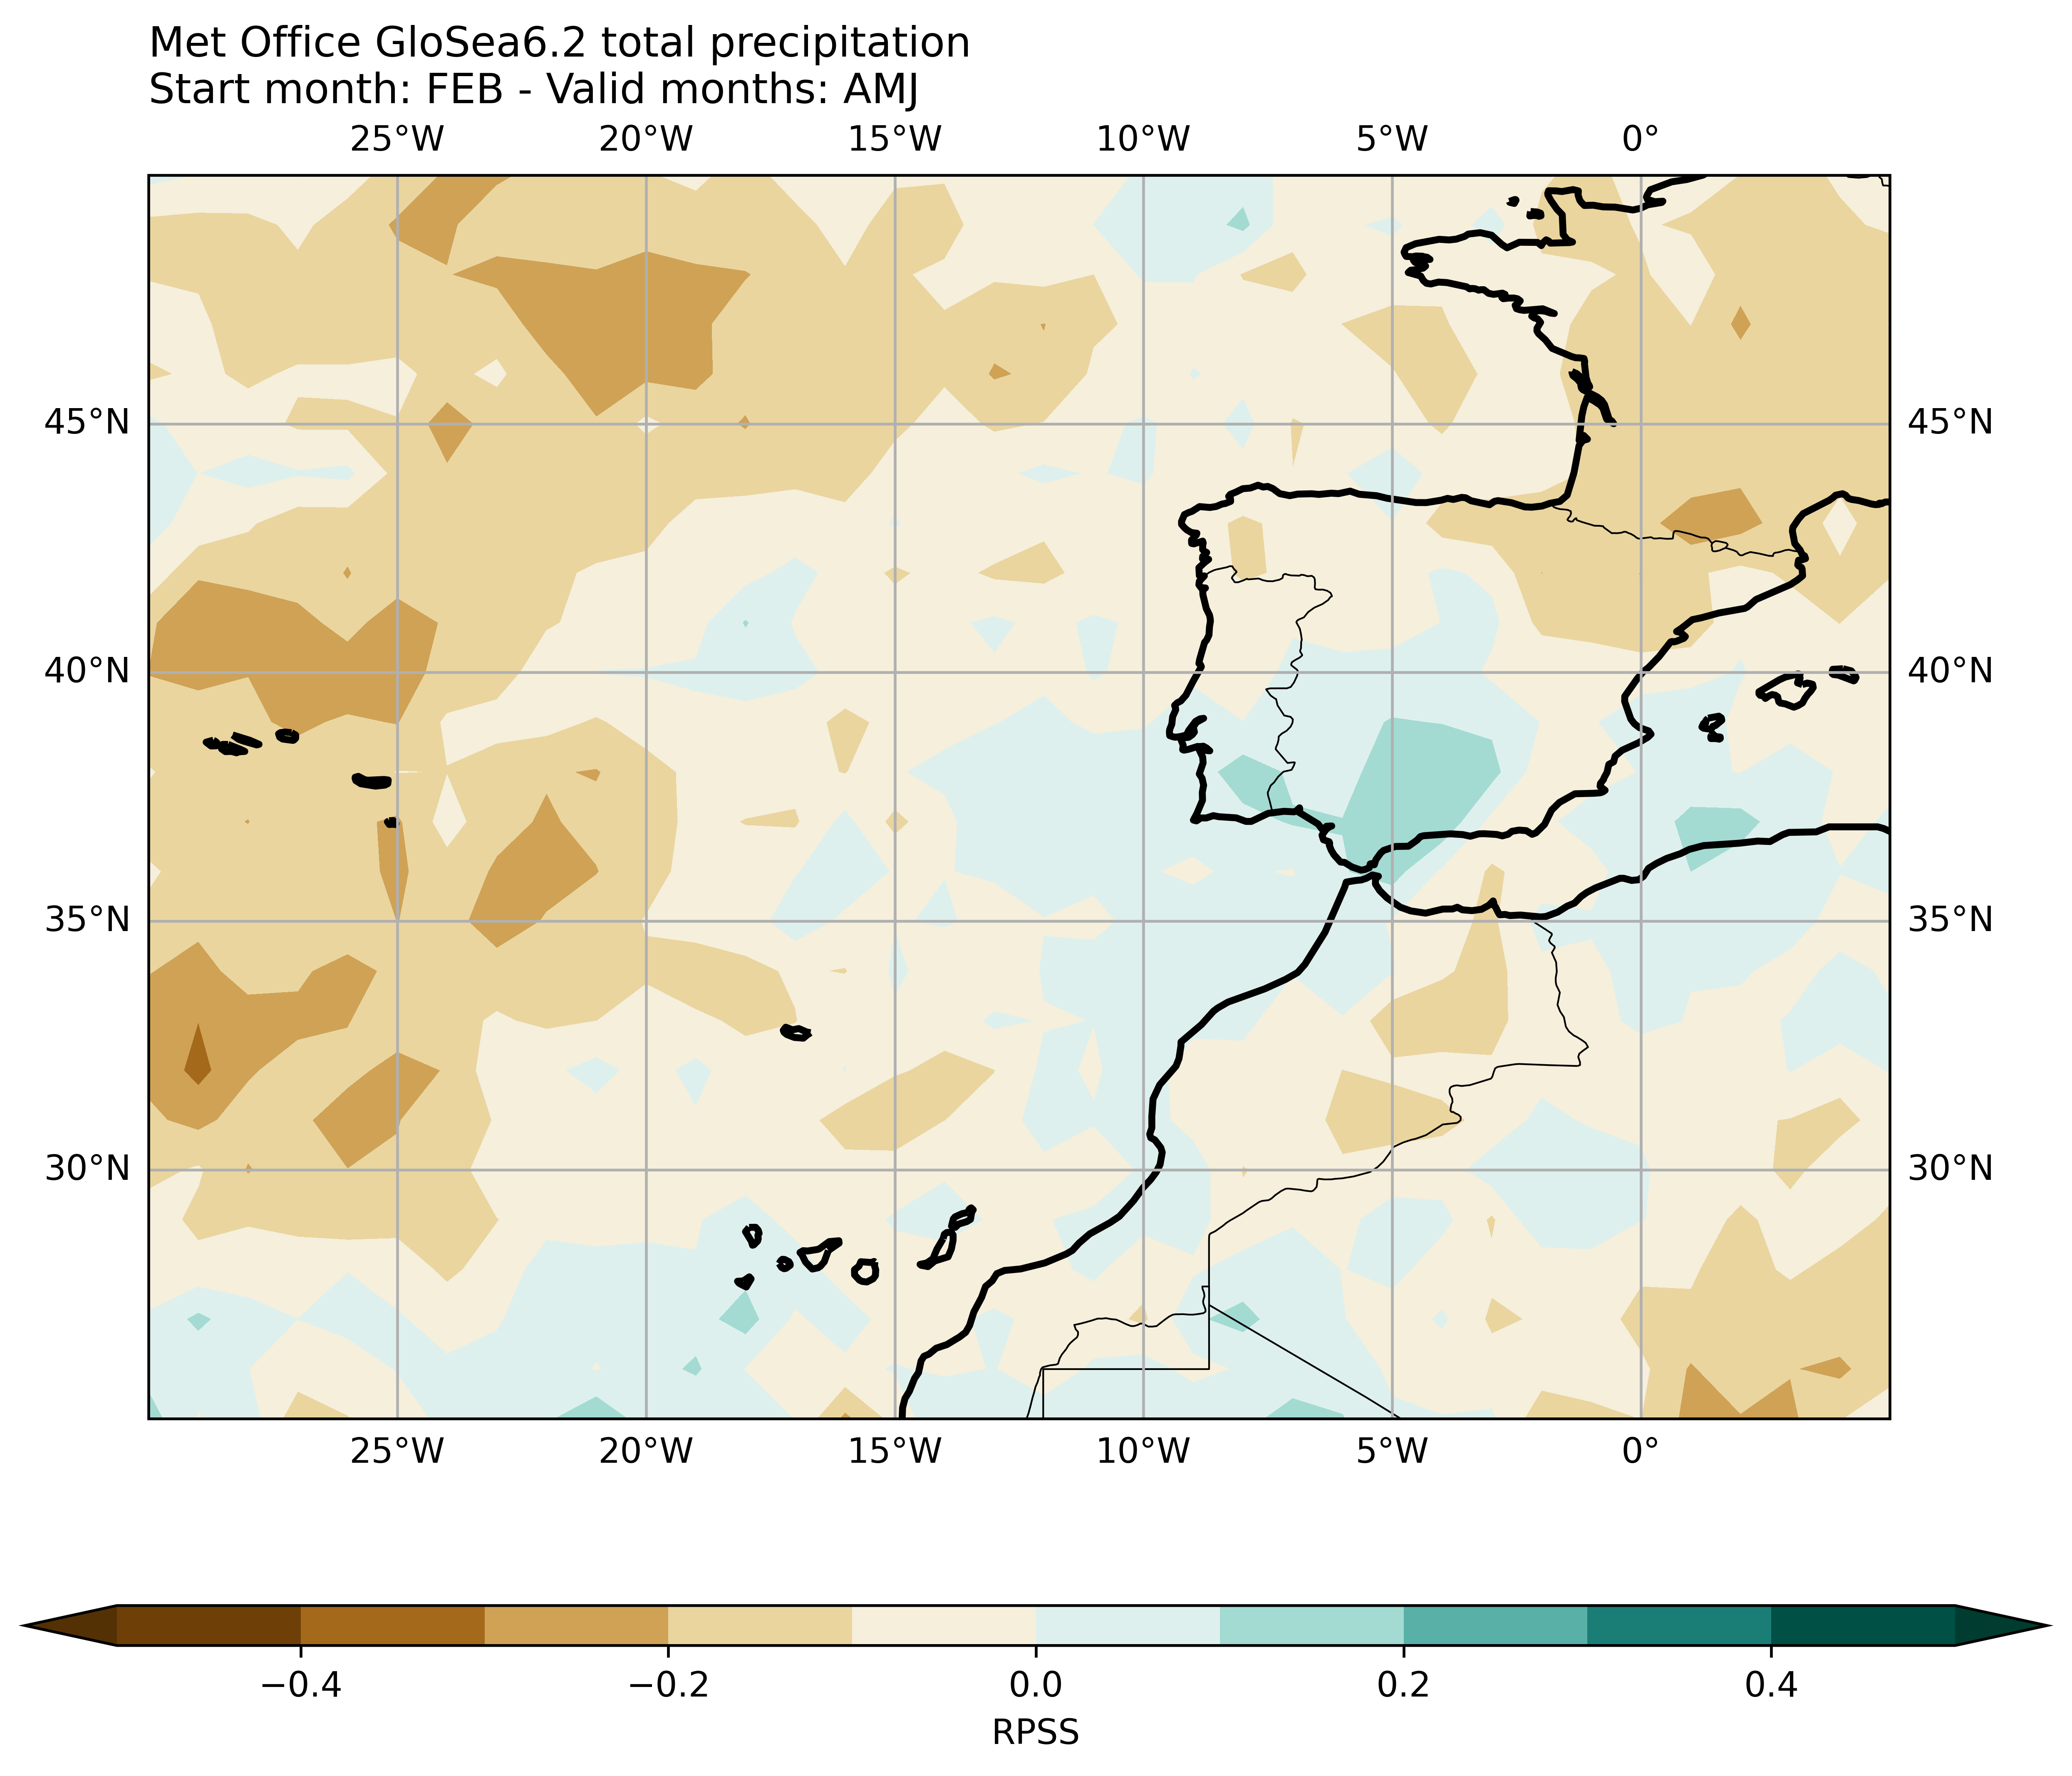 Met Office GloSea6.2 total precipitation
Start month: FEB - Valid months: AMJ
25°W 20°W 15°W 10°W 5°W 0°
45°N 45°N
40°N 40°N
35°N 35°N
30°N 30°N
25°W 20°W 15°W 10°W 5°W 0°
−0.4 −0.2 0.0 0.2 0.4
RPSS